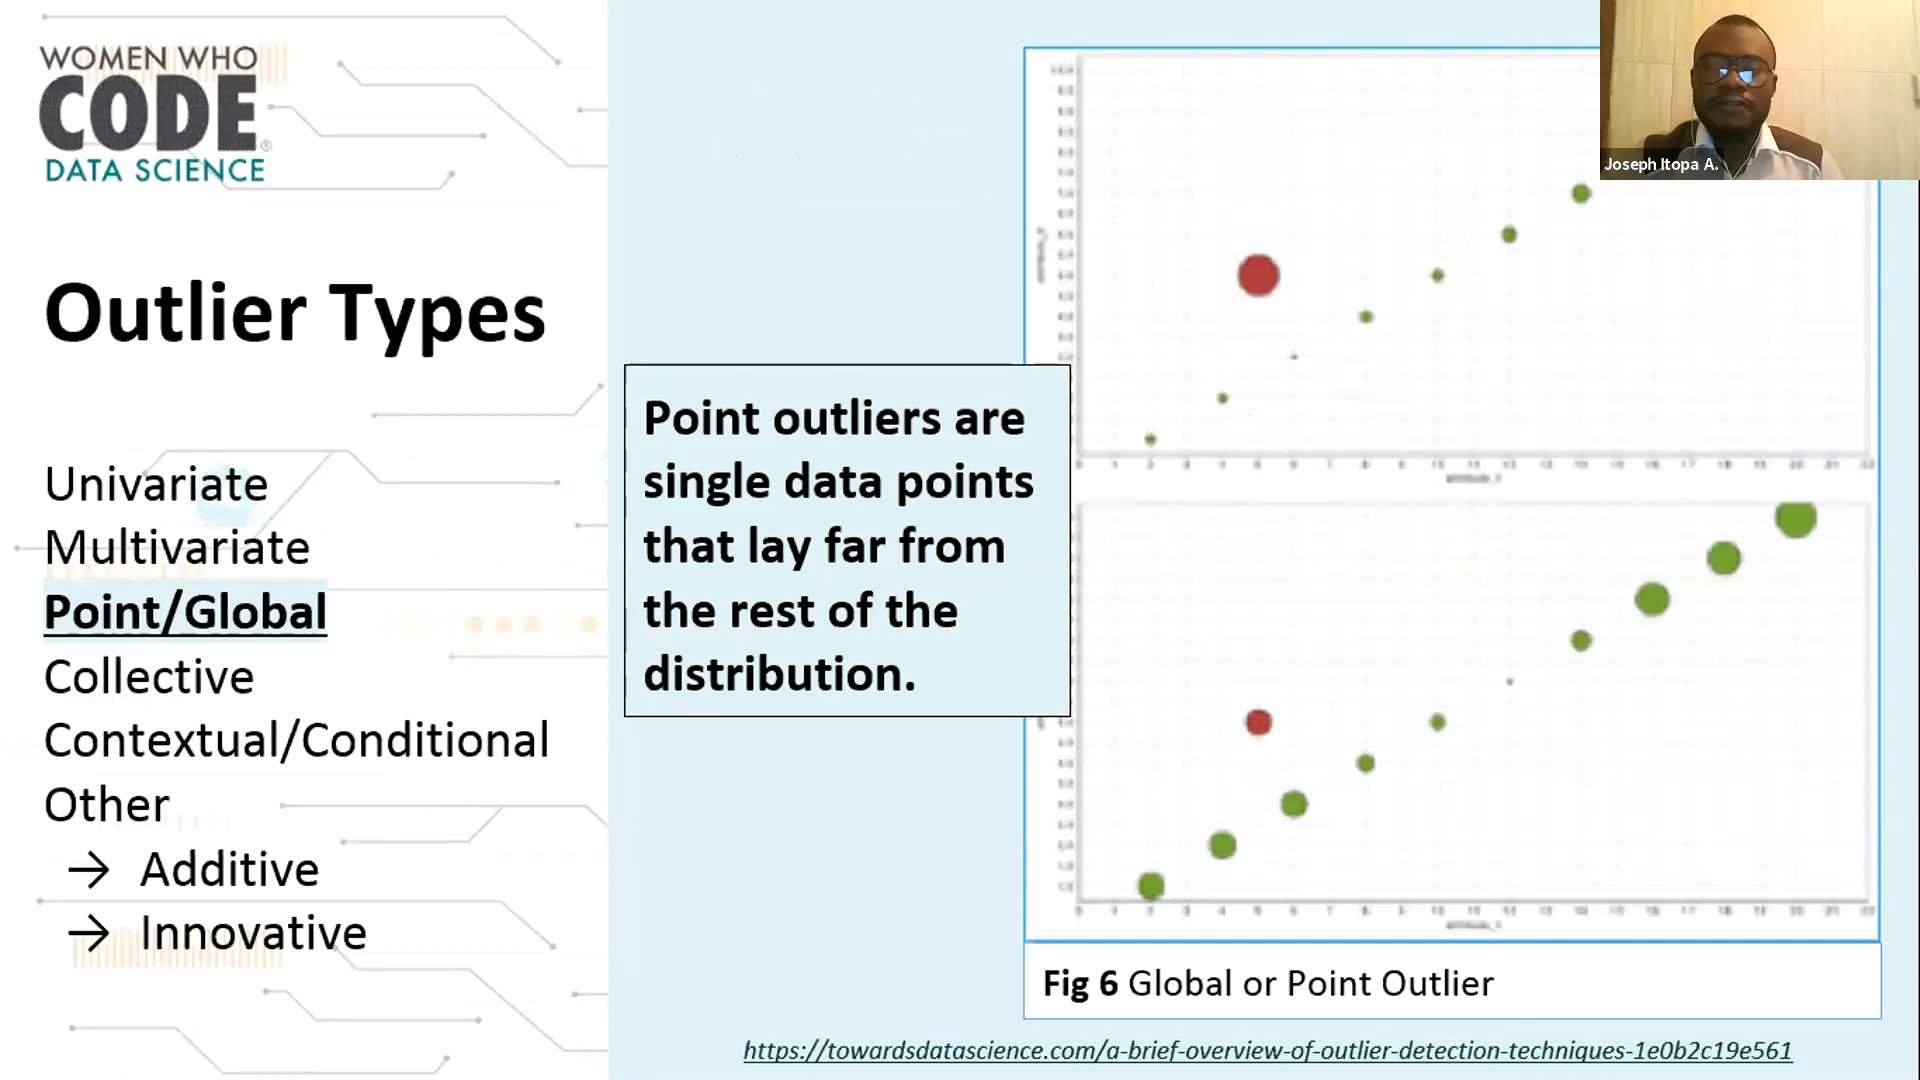 WOMEN WHO
CODE®
DATA SCIENCE
Outlier Types
Univariate
Multivariate
Point/Global
Collective
Contextual/Conditional
Other
→ Additive
→ Innovative
Point outliers are
single data points
that lay far from
the rest of the
distribution.
Joseph Itopa A.
Fig 6 Global or Point Outlier
https://towardsdatascience.com/a-brief-overview-of-outlier-detection-techniques-1e0b2c19e561